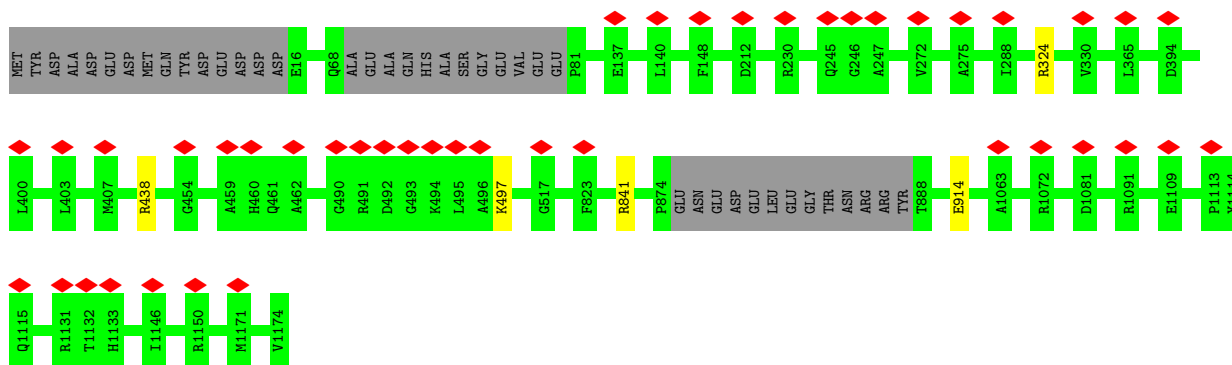 MET TYR ASP ALA ASP GLU ASP MET GLN TYR ASP GLU ASP ASP ASP E16 Q68 ALA GLU ALA GLN HIS ALA SER GLY GLU VAL GLU GLU P81 E137 L140 F148 D212 R230 Q245 G246 A247 V272 A275 I288 R324 V330 L365 D394
L400 L403 M407 R438 G454 A459 H460 Q461 A462 G490 R491 D492 G493 K494 L495 A496 K497 G517 F823 R841 P874 GLU ASN GLU ASP GLU LEU GLU GLY THR ASN ARG ARG TYR T888 E914 A1063 R1072 D1081 R1091 E1109 P1113
Q1115 R1131 T1132 H1133 I1146 R1150 M1171 V1174